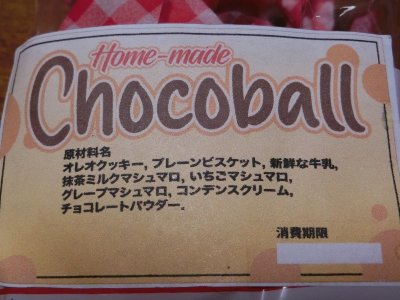 Home-made
Chocoball
原材料名
オレオクッキー, プレーンビスケット, 新鮮な牛乳,
抹茶ミルクマシュマロ, いちごマシュマロ,
グレープマシュマロ, コンデンスクリーム,
チョコレートパウダー.
消費期限